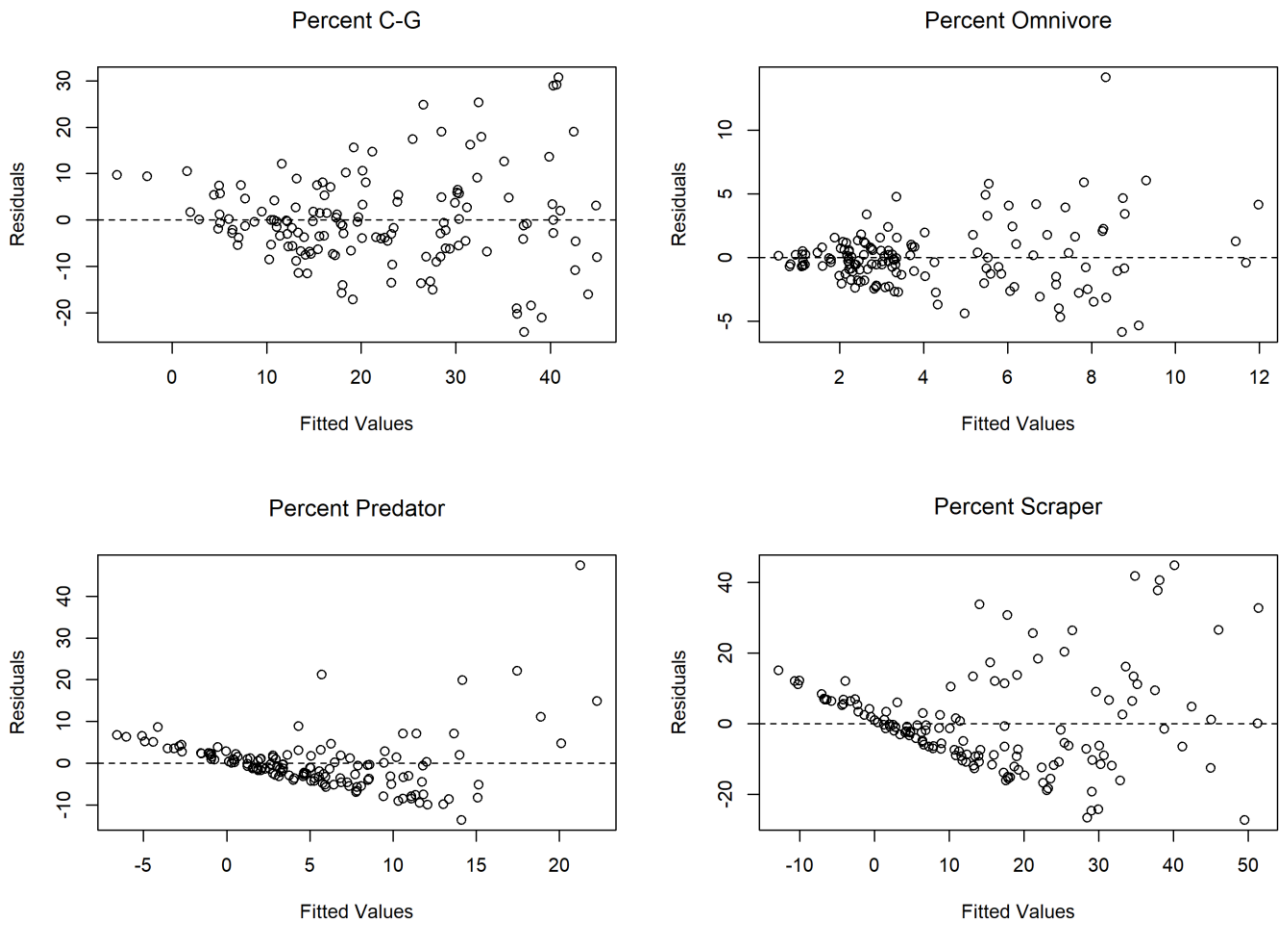 Percent C-G
Residuals
30
20
10
0
-10
-20
0 10 20 30 40
Fitted Values
Percent Omnivore
Residuals
10
5
0
-5
2 4 6 8 10 12
Fitted Values
Percent Predator
Residuals
40
30
20
10
0
-10
-5 0 5 10 15 20
Fitted Values
Percent Scraper
Residuals
40
20
0
-20
-10 0 10 20 30 40 50
Fitted Values